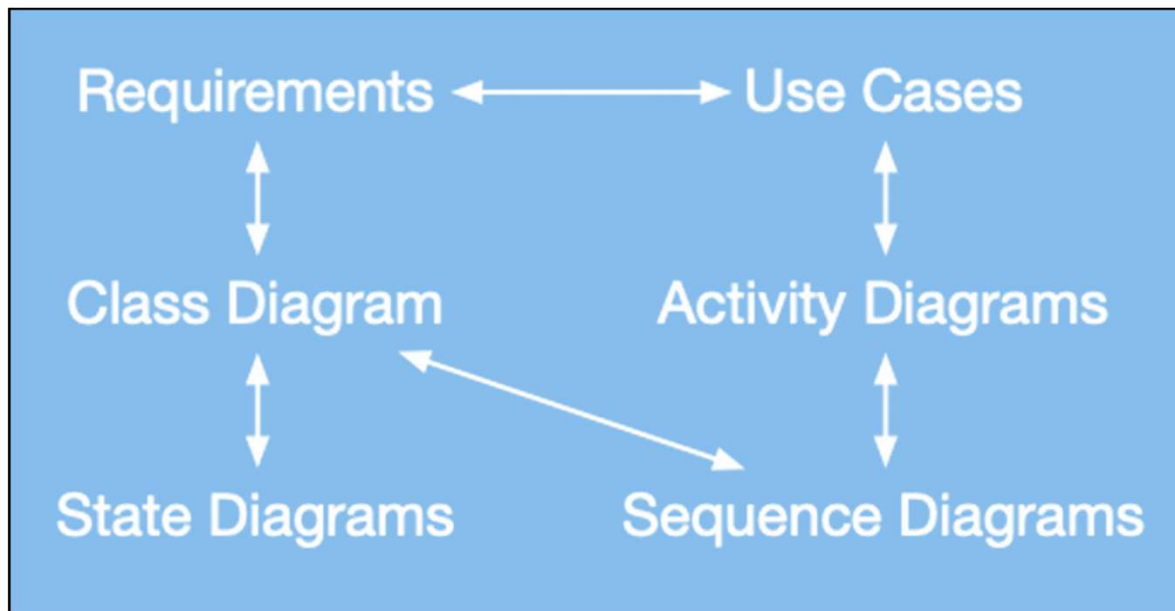 Requirements
Use Cases
Class Diagram
Activity Diagrams
State Diagrams
Sequence Diagrams